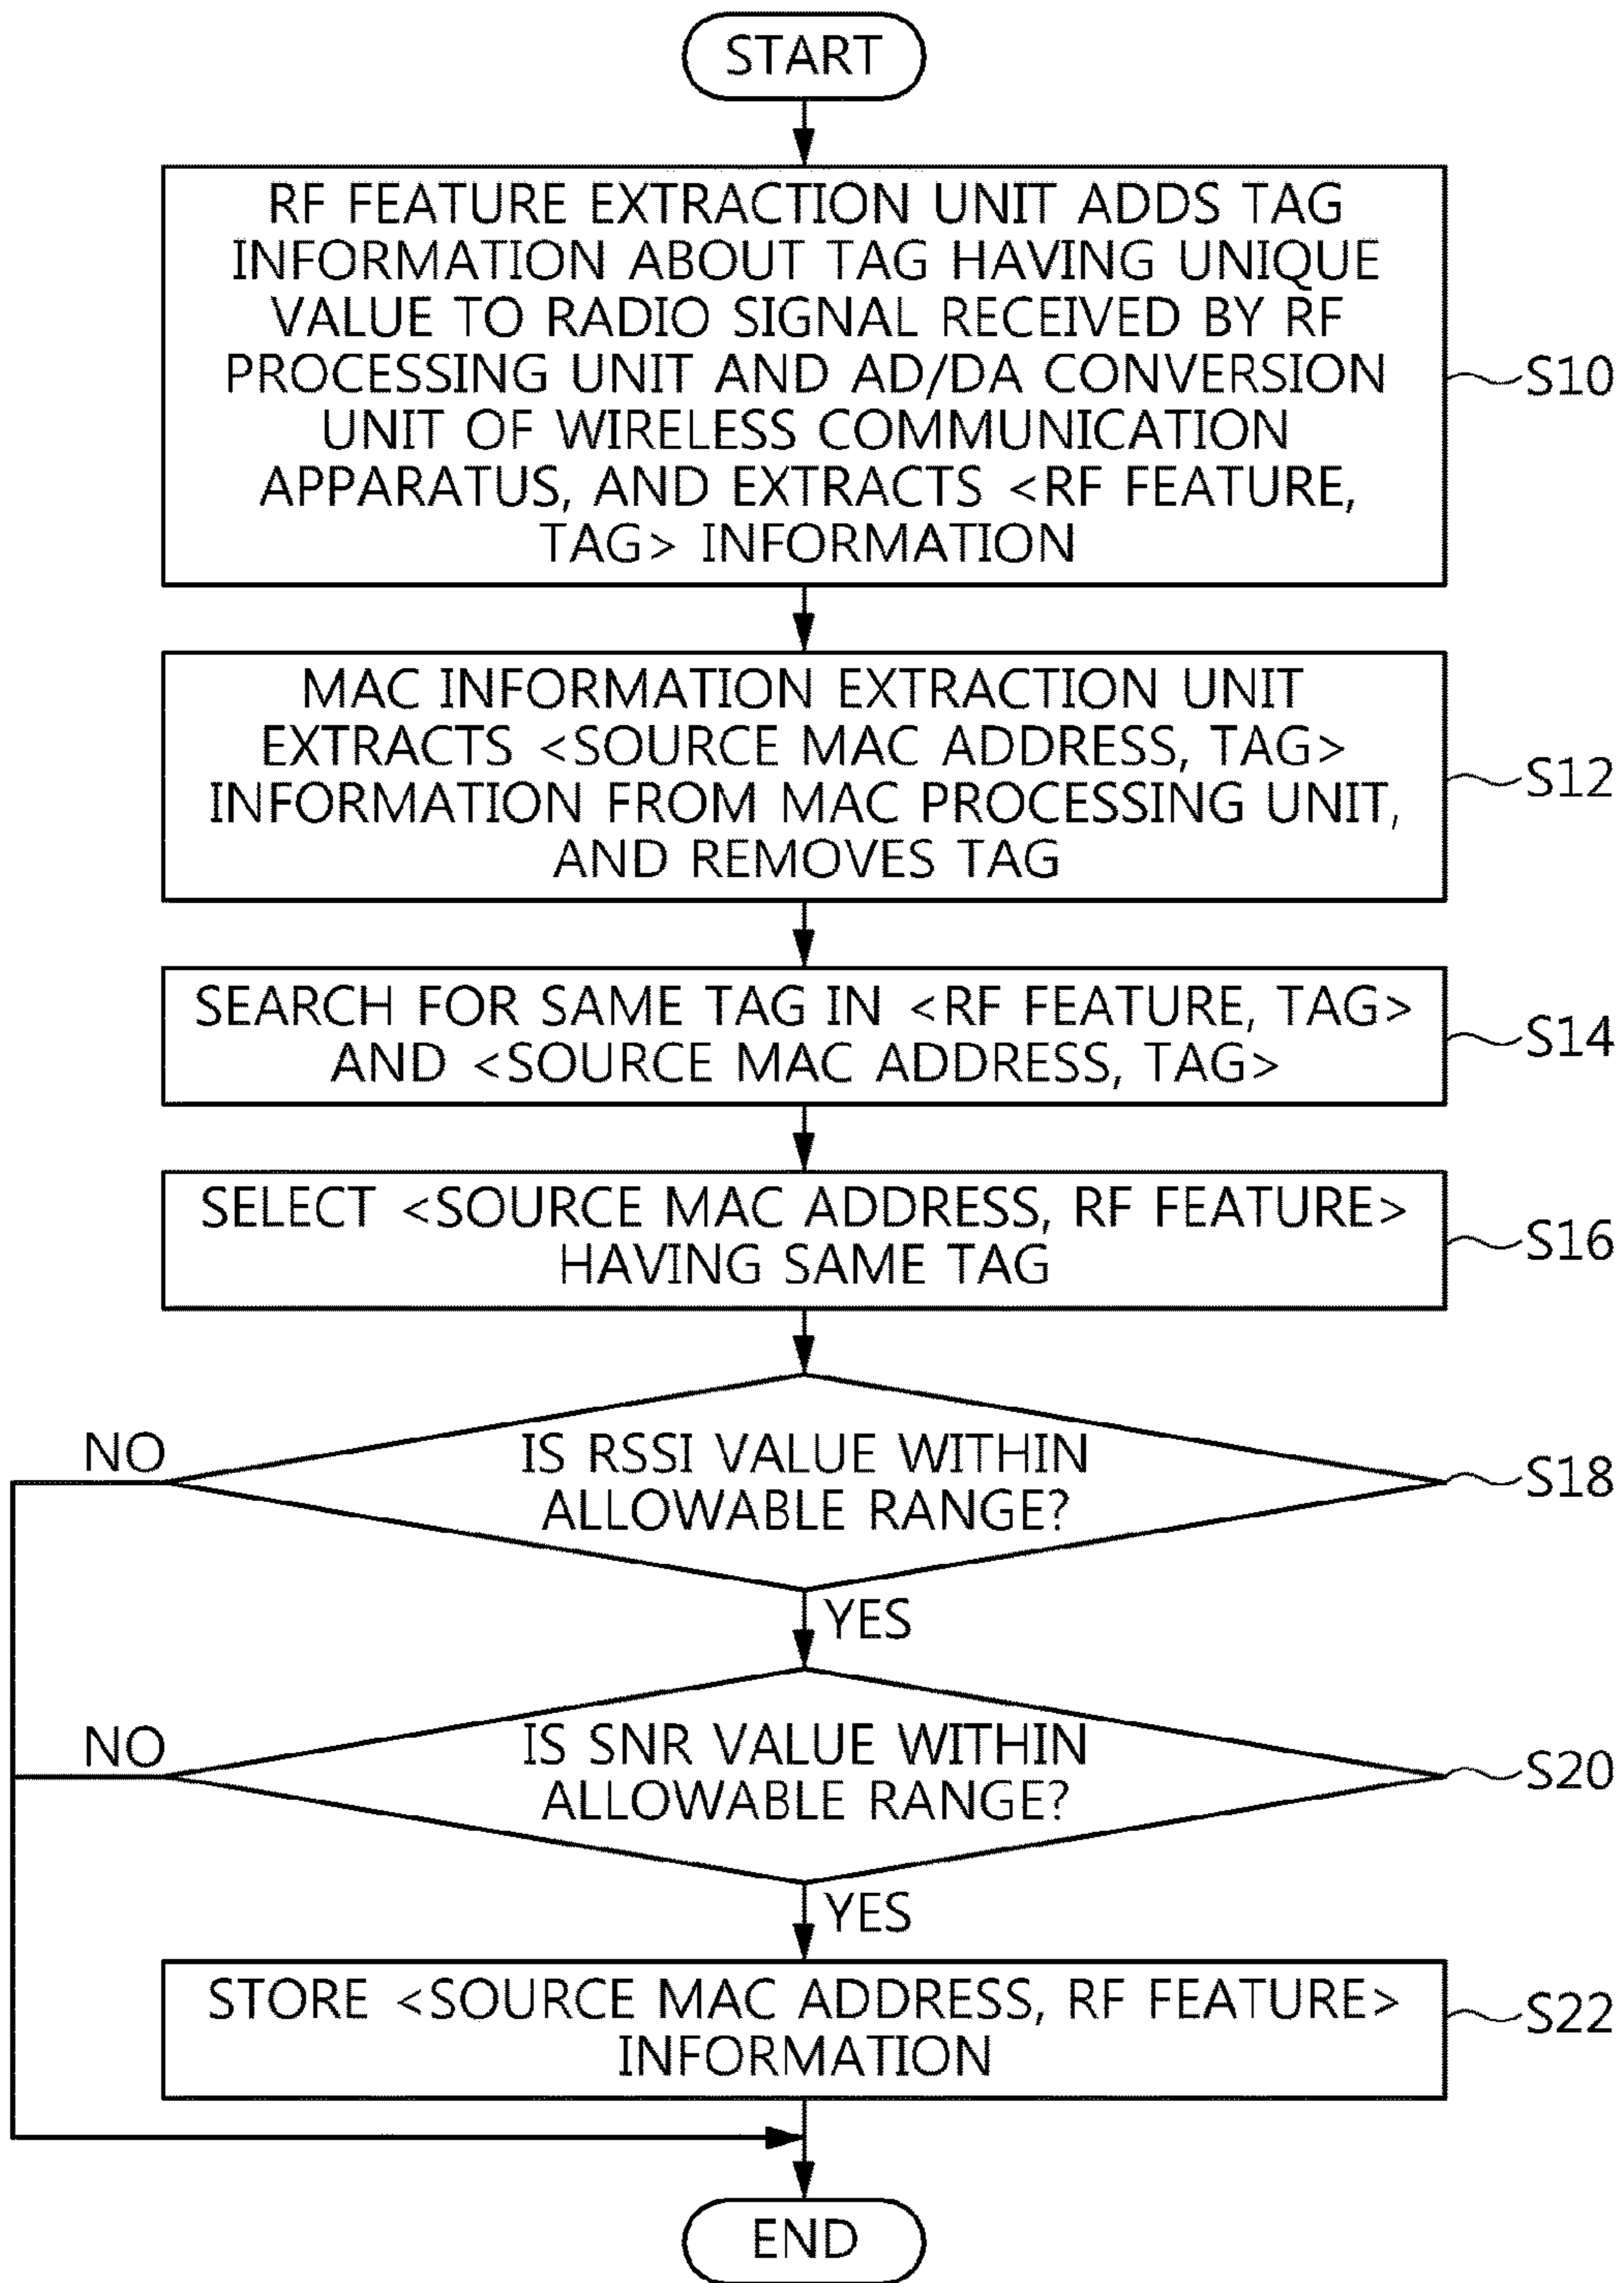 START
RF FEATURE EXTRACTION UNIT ADDS TAG
INFORMATION ABOUT TAG HAVING UNIQUE
VALUE TO RADIO SIGNAL RECEIVED BY RF
PROCESSING UNIT AND AD/DA CONVERSION
UNIT OF WIRELESS COMMUNICATION
APPARATUS, AND EXTRACTS <RF FEATURE,
TAG> INFORMATION
S10
MAC INFORMATION EXTRACTION UNIT
EXTRACTS <SOURCE MAC ADDRESS, TAG>
INFORMATION FROM MAC PROCESSING UNIT,
AND REMOVES TAG
S12
SEARCH FOR SAME TAG IN <RF FEATURE, TAG>
AND <SOURCE MAC ADDRESS, TAG>
S14
SELECT <SOURCE MAC ADDRESS, RF FEATURE>
HAVING SAME TAG
S16
NO
IS RSSI VALUE WITHIN
ALLOWABLE RANGE?
S18
YES
NO
IS SNR VALUE WITHIN
ALLOWABLE RANGE?
S20
YES
STORE <SOURCE MAC ADDRESS, RF FEATURE>
INFORMATION
S22
END